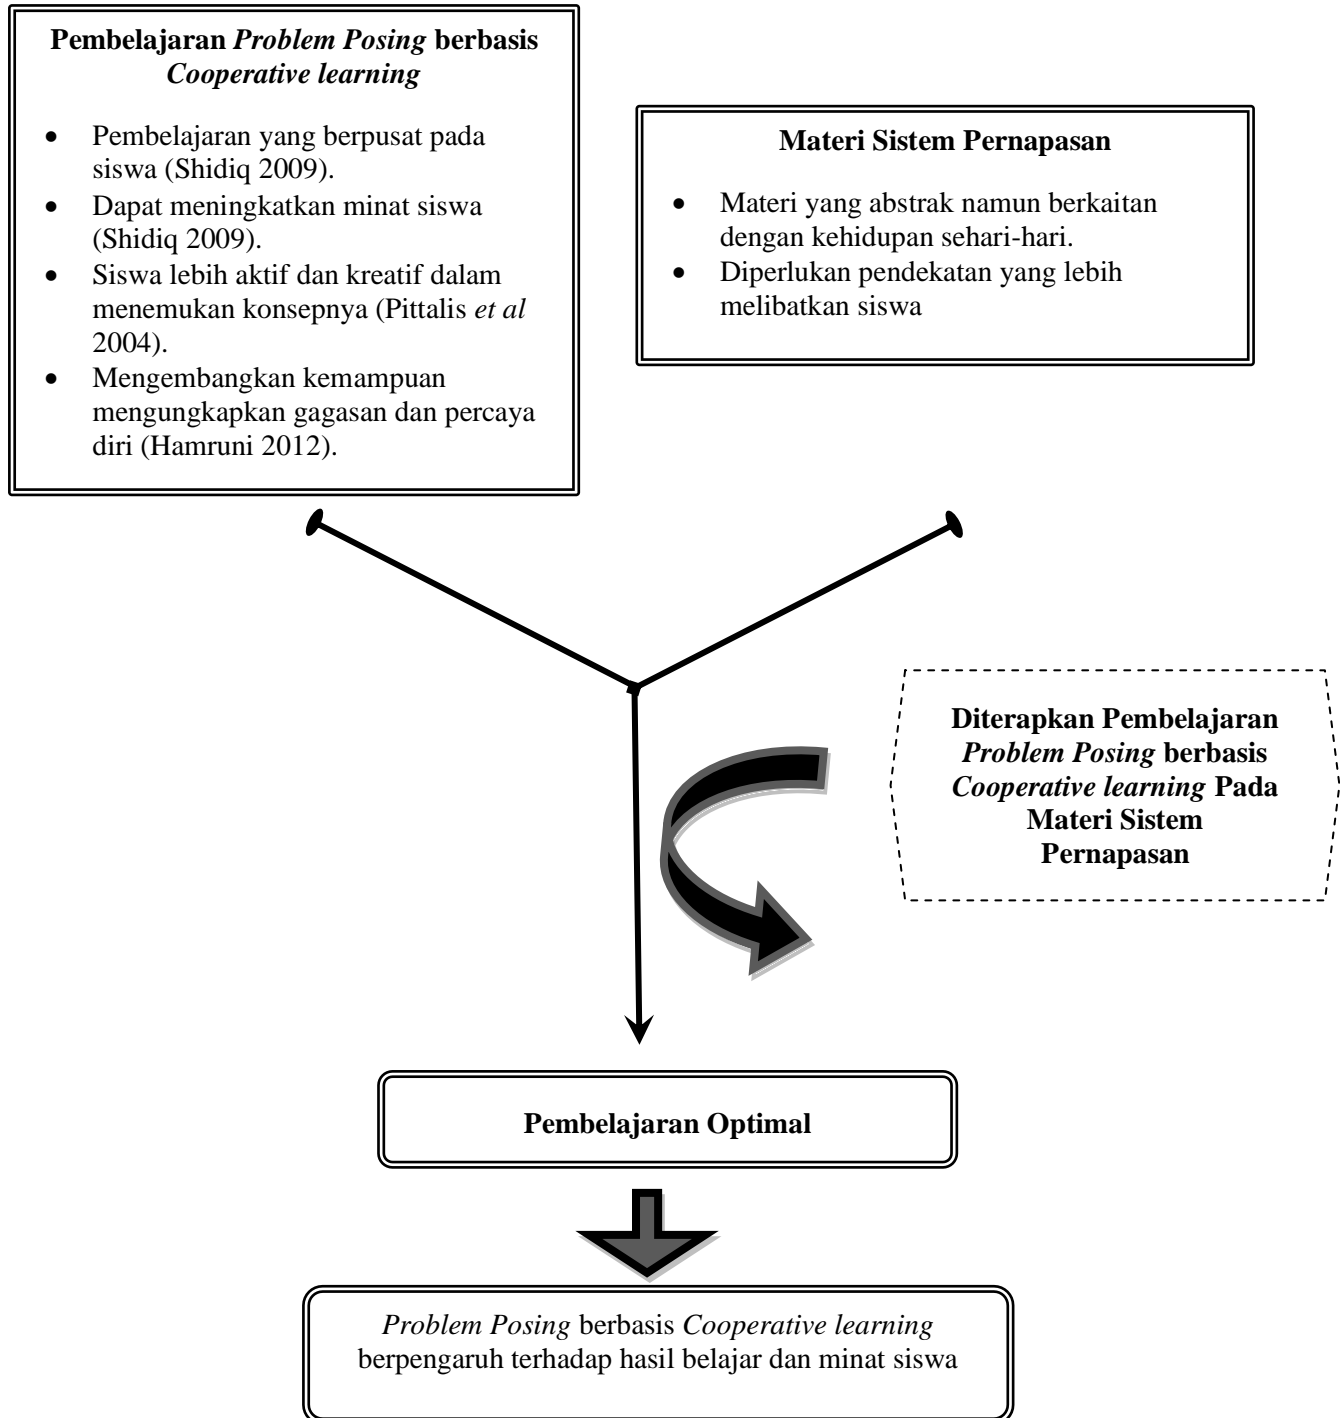 Pembelajaran Problem Posing berbasis
Cooperative learning
• Pembelajaran yang berpusat pada
siswa (Shidiq 2009).
• Dapat meningkatkan minat siswa
(Shidiq 2009).
• Siswa lebih aktif dan kreatif dalam
menemukan konsepnya (Pittalis et al
2004).
• Mengembangkan kemampuan
mengungkapkan gagasan dan percaya
diri (Hamruni 2012).
Materi Sistem Pernapasan
• Materi yang abstrak namun berkaitan
dengan kehidupan sehari-hari.
• Diperlukan pendekatan yang lebih
melibatkan siswa
Diterapkan Pembelajaran
Problem Posing berbasis
Cooperative learning Pada
Materi Sistem
Pernapasan
Pembelajaran Optimal
Problem Posing berbasis Cooperative learning
berpengaruh terhadap hasil belajar dan minat siswa